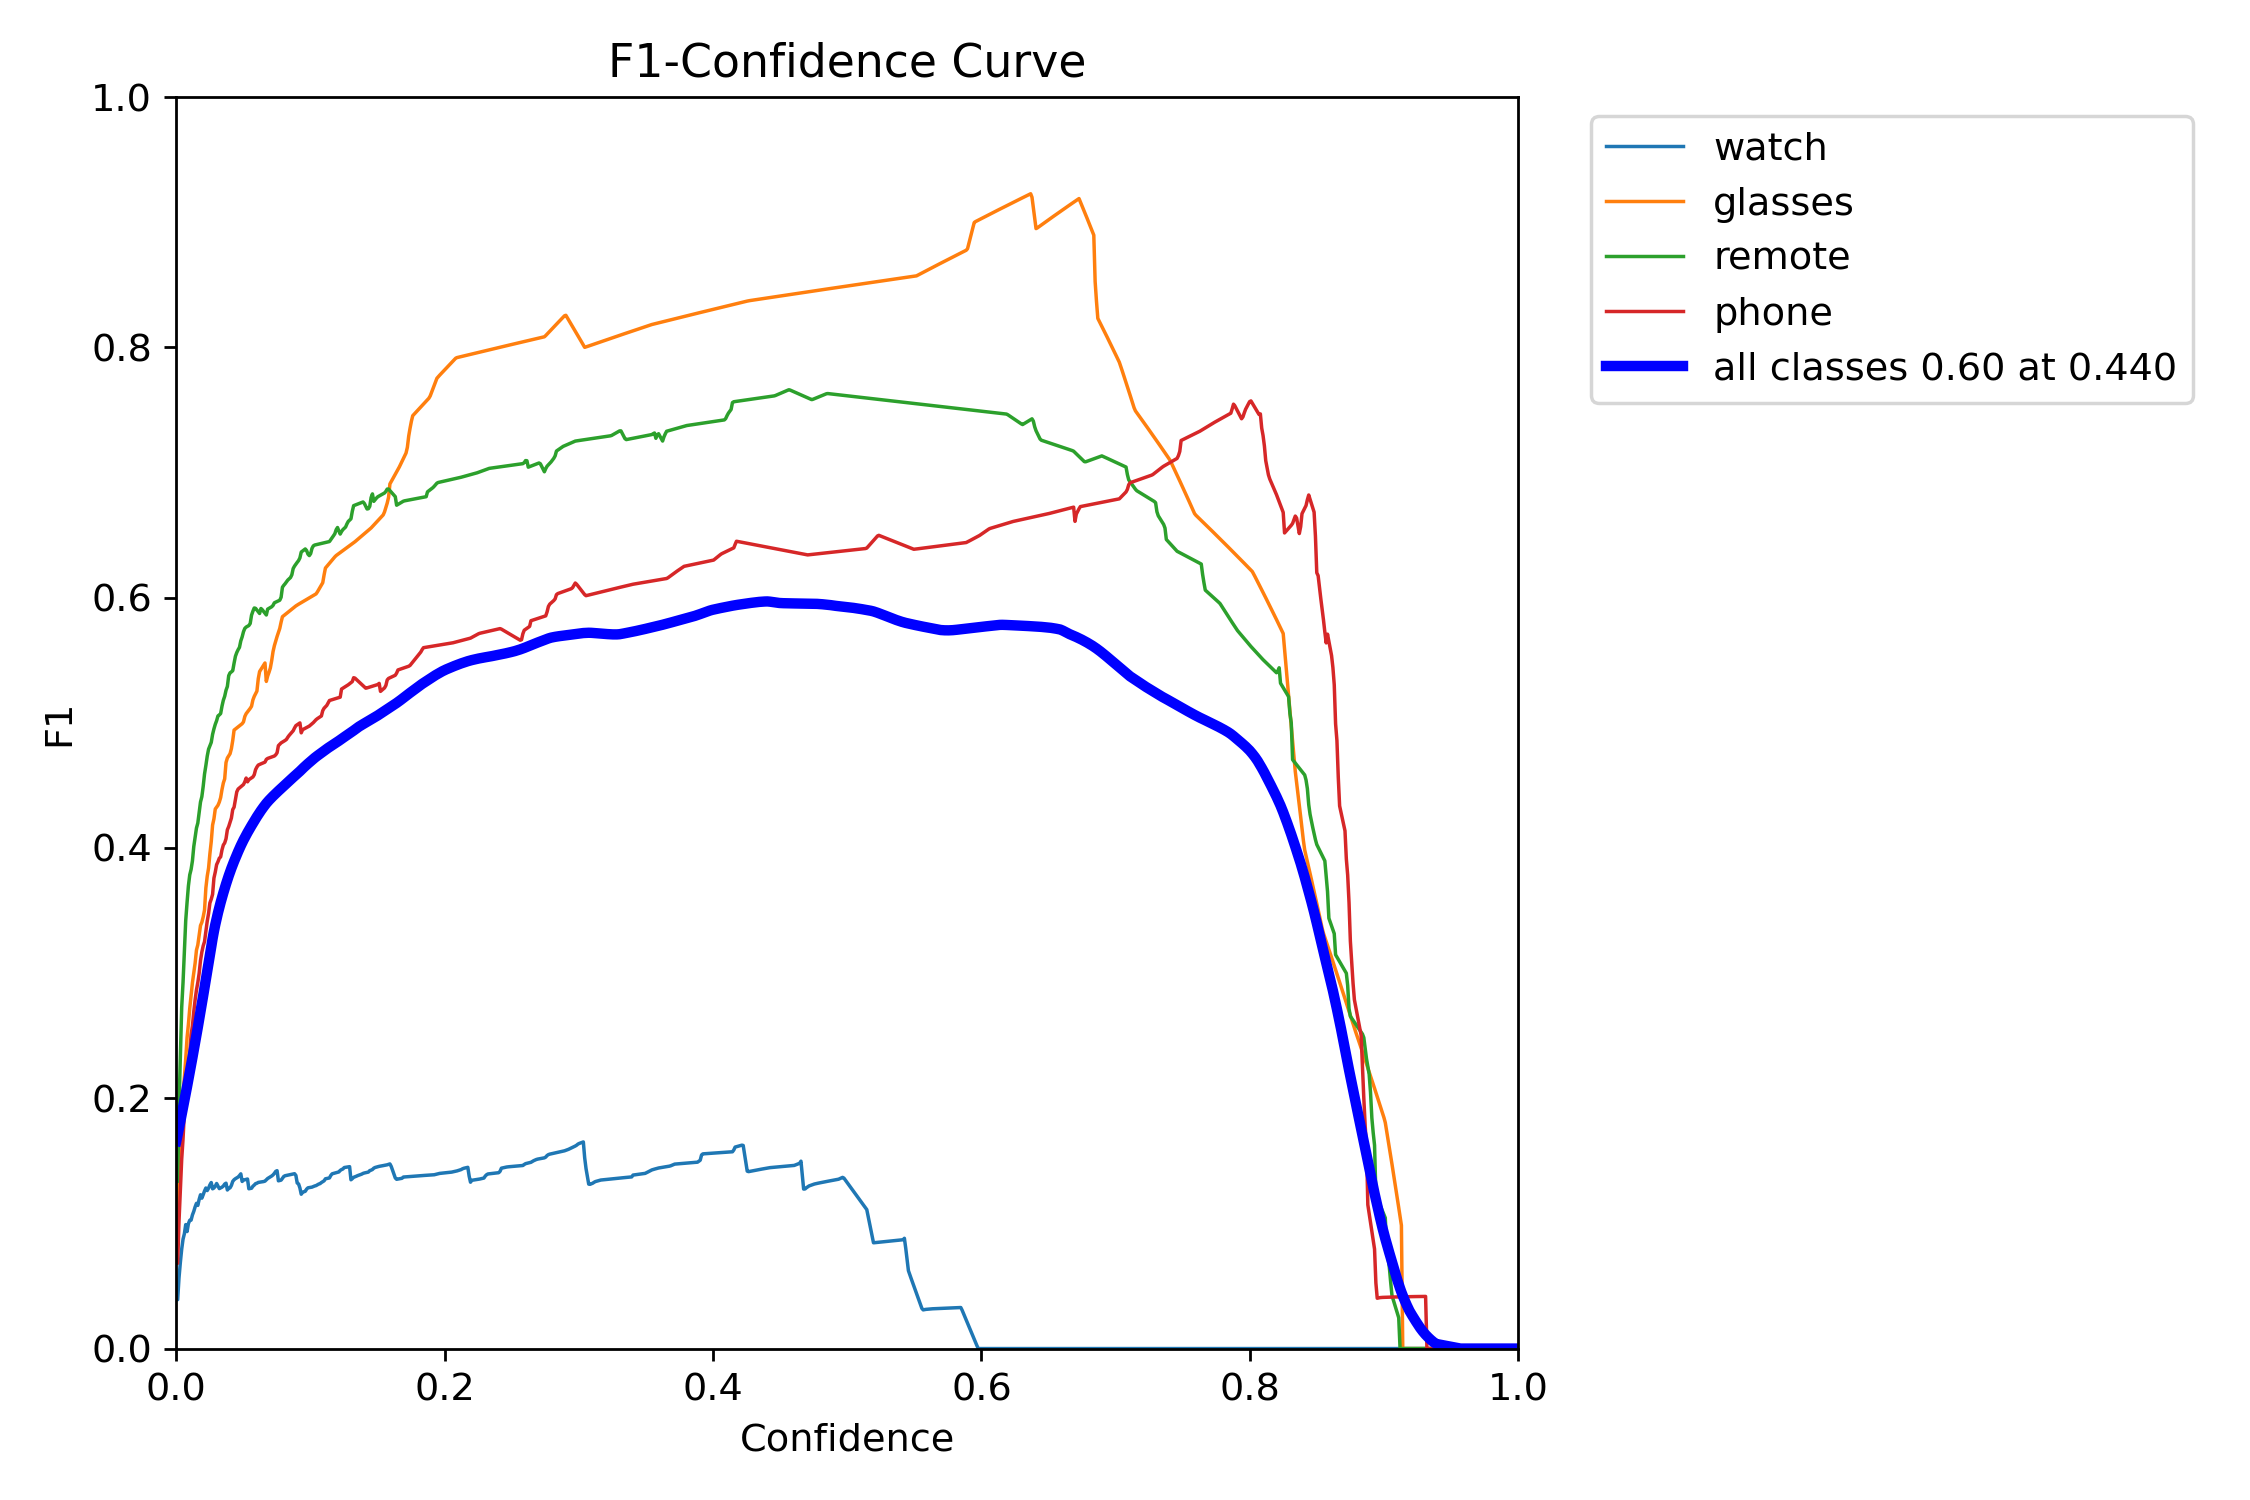 F1-Confidence Curve
1.0
0.8
0.6
0.4
0.2
0.0
F1
0.0 0.2 0.4 0.6 0.8 1.0
Confidence
watch
glasses
remote
phone
all classes 0.60 at 0.440